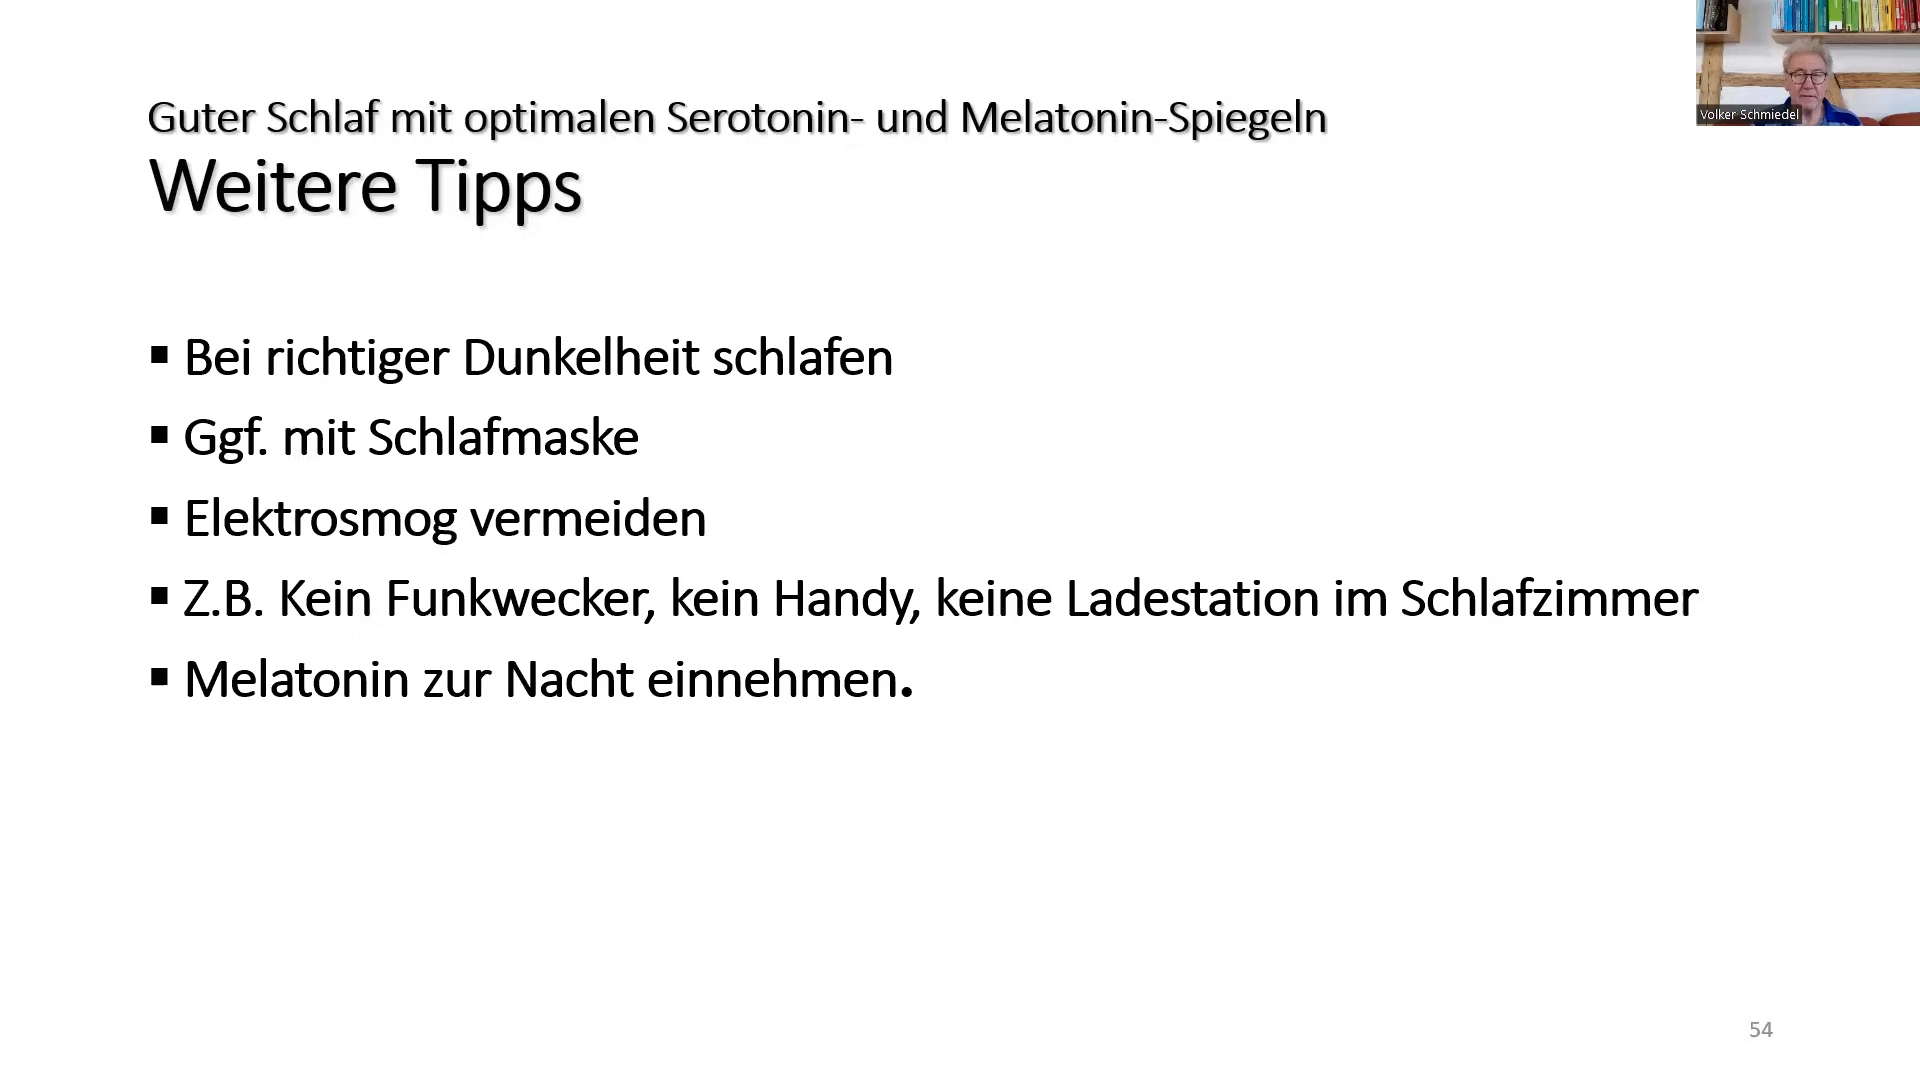 Guter Schlaf mit optimalen Serotonin- und Melatonin-Spiegeln
Weitere Tipps
Volker Schmiedel
▪ Bei richtiger Dunkelheit schlafen
▪ Ggf. mit Schlafmaske
▪ Elektrosmog vermeiden
▪ Z.B. Kein Funkwecker, kein Handy, keine Ladestation im Schlafzimmer
▪ Melatonin zur Nacht einnehmen.
54